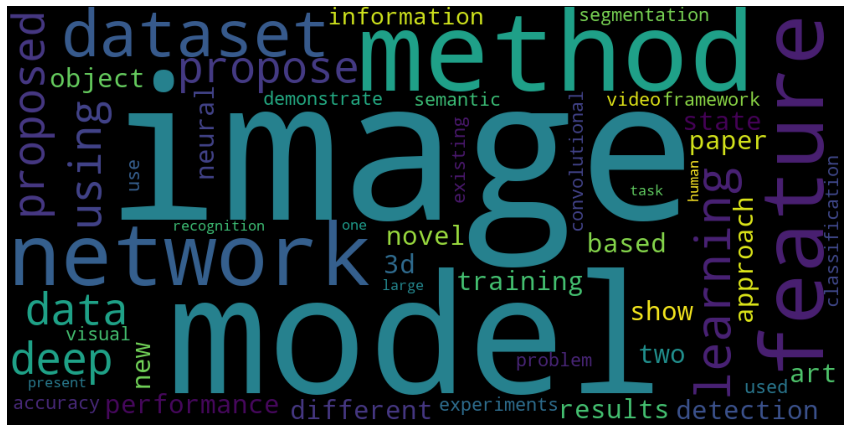 information
segmentation
dataset
method
proposed
propose
object
feature
demonstrate
semantic
video
framework
using
neural
image
existing
convolutional
state
paper
use
human
task
classification
recognition
one
network
novel
based
learning
approach
3d
large
training
data
model
show
visual
deep
new
problem
two
art
present
used
accuracy
performance
different
experiments
results
detection